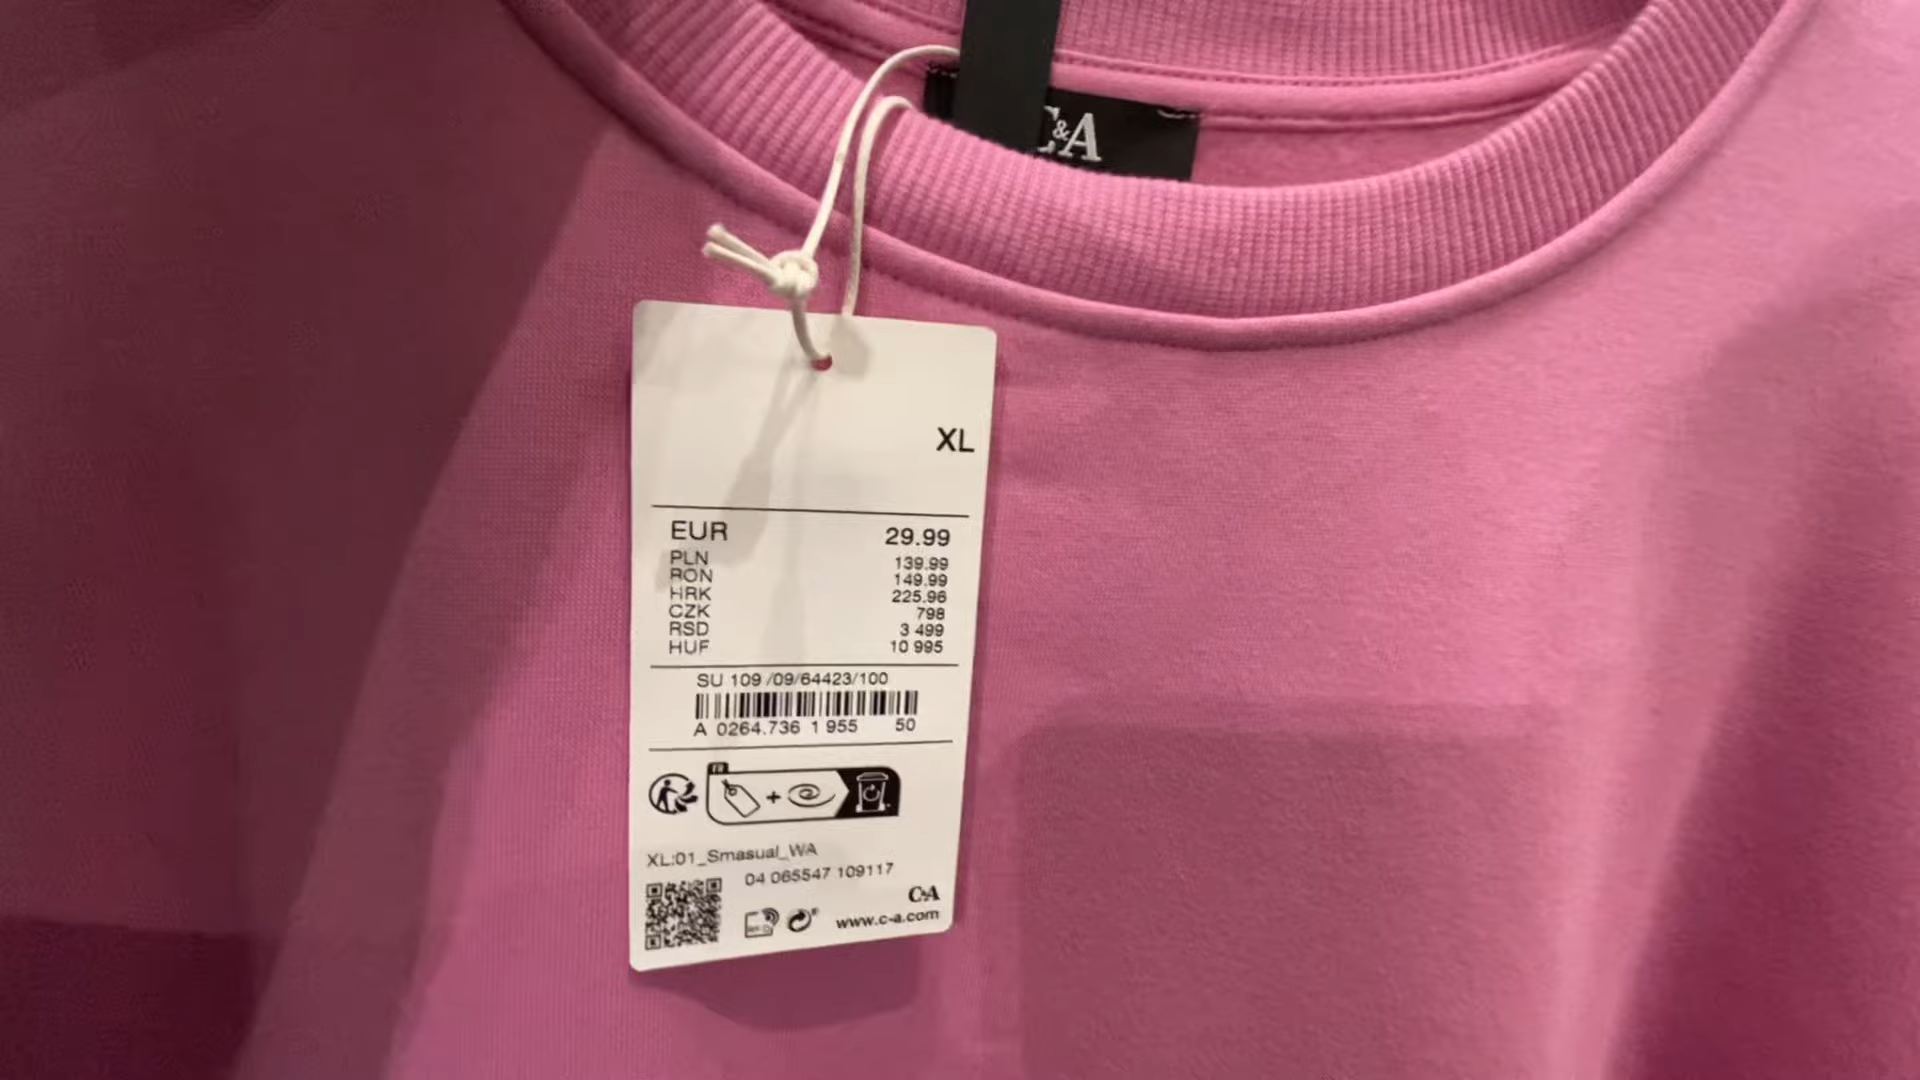 C&A
XL
EUR 29.99
PLN 139.99
RON 149.99
HRK 225.96
CZK 798
RSD 3 499
HUF 10 995
SU 109 /09/64423/100
A 0264.736 1 955 50
FR
XL:01_Smasual_WA
04 065547 109117
C&A
www.c-a.com